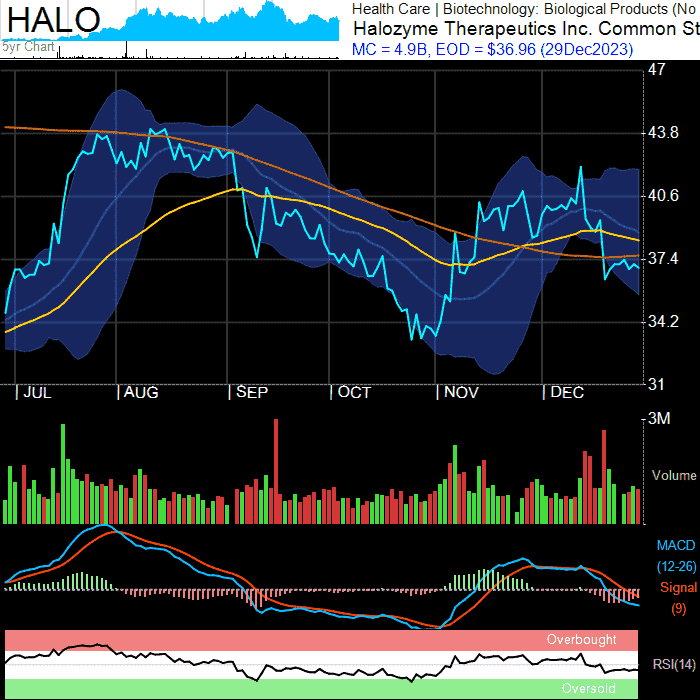 HALO
5yr Chart
Health Care | Biotechnology: Biological Products (No
Halozyme Therapeutics Inc. Common St
MC = 4.9B, EOD = $36.96 (29Dec2023)
47
43.8
40.6
37.4
34.2
31
JUL AUG SEP OCT NOV DEC
3M
Volume
MACD
(12-26)
Signal
(9)
Overbought
RSI(14)
Oversold